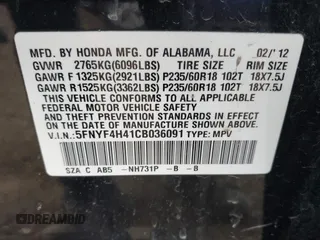 MFD. BY HONDA MFG. OF ALABAMA, LLC 02/'12
GVWR 2765KG(6096LBS) TIRE SIZE RIM SIZE
GAWR F 1325KG(2921LBS) P235/60R18 102T 18X7.5J
GAWR R 1525KG(3362LBS) P235/60R18 102T 18X7.5J
THIS VEHICLE CONFORMS TO ALL APPLICABLE
FEDERAL MOTOR VEHICLE SAFETY AND THEFT
PREVENTION STANDARDS IN EFFECT ON THE DATE
OF MANUFACTURE SHOWN ABOVE.
V.I.N.: 5FNYF4H41CB036091 TYPE: MPV
SZA C AB5 -NH731P -B -B
DREAMBID